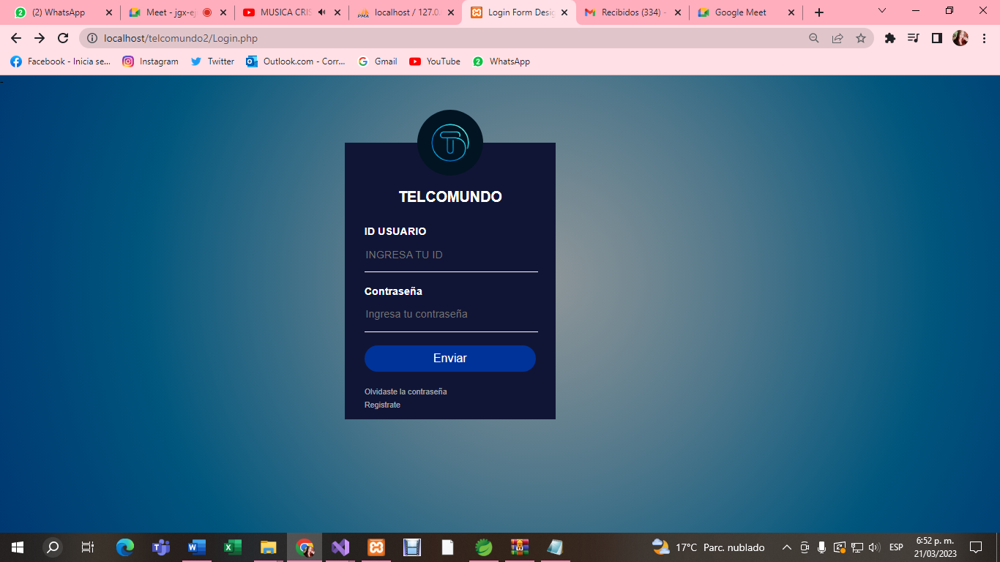 (2) WhatsApp
Meet - jgx-ej
MUSICA CRIS
localhost / 127.0.
Login Form Desig
Recibidos (334) -
Google Meet
localhost/telcomundo2/Login.php
Facebook - Inicia se...
Instagram
Twitter
Outlook.com - Corr...
Gmail
YouTube
WhatsApp
TELCOMUNDO
ID USUARIO
INGRESA TU ID
Contraseña
Ingresa tu contraseña
Enviar
Olvidaste la contraseña
Registrate
17°C Parc. nublado
ESP
6:52 p. m.
21/03/2023